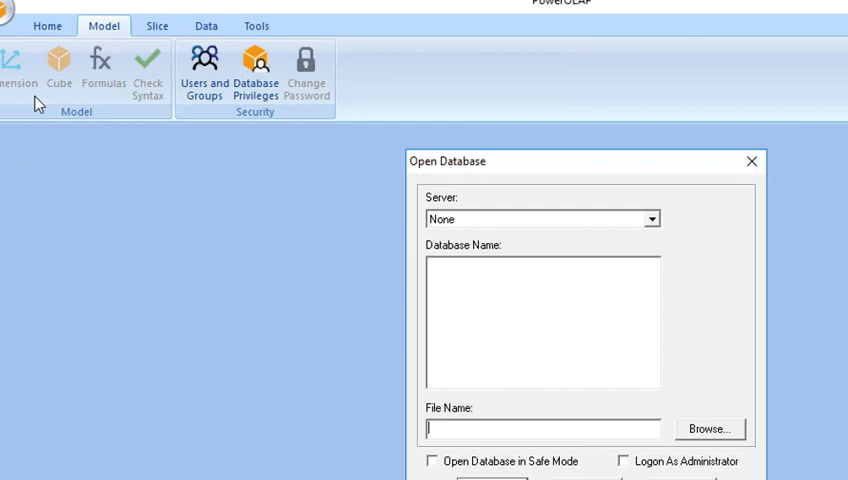 PowerOLAP
Home Model Slice Data Tools
mension Cube Formulas Check Syntax Users and Groups Database Privileges Change Password
Model Security
Open Database
Server:
None
Database Name:
File Name:
Browse...
Open Database in Safe Mode Logon As Administrator